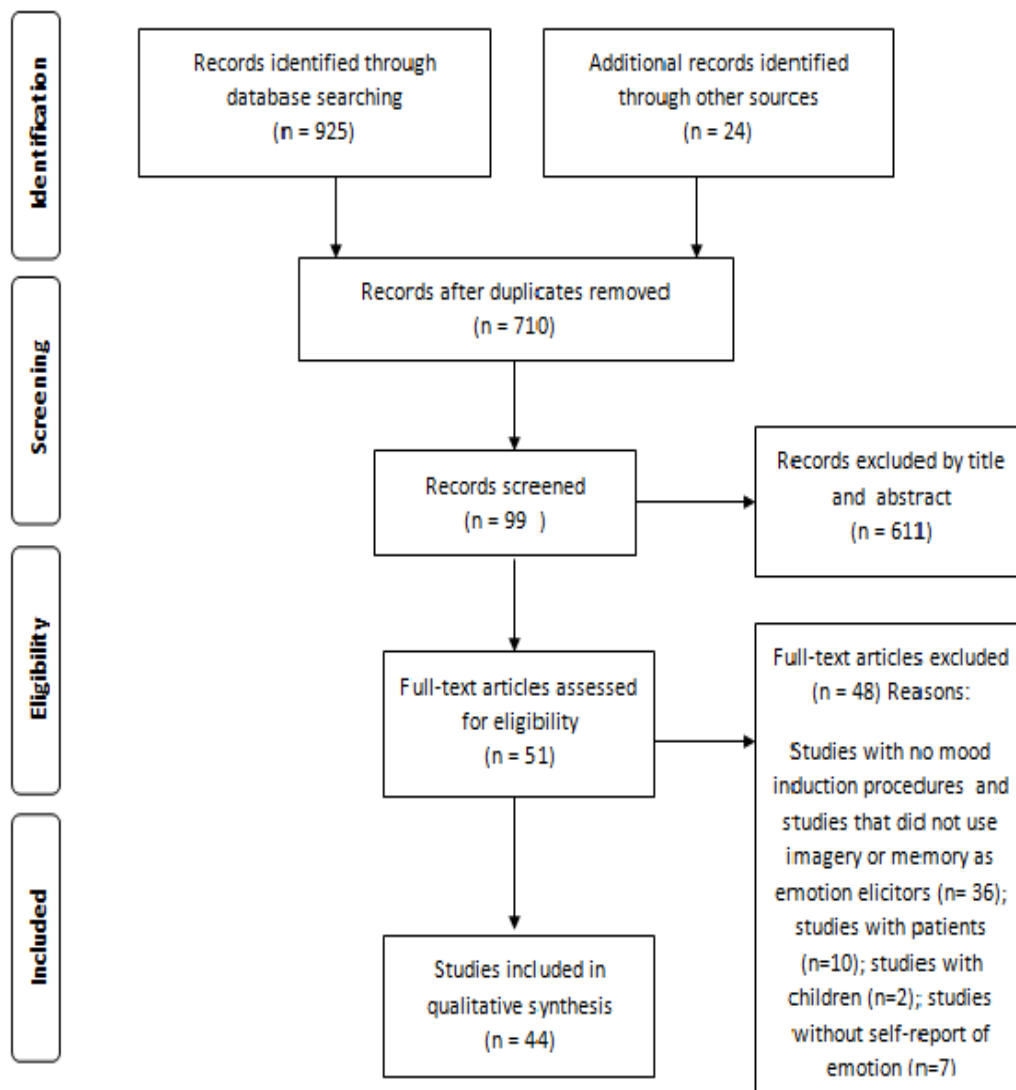 Identification
Records identified through
database searching
(n = 925)
Additional records identified
through other sources
(n = 24)
Records after duplicates removed
(n = 710)
Screening
Records screened
(n = 99 )
Records excluded by title
and abstract
(n = 611)
Eligibility
Full-text articles assessed
for eligibility
(n = 51)
Full-text articles excluded
(n = 48) Reasons:
Studies with no mood
induction procedures and
studies that did not use
imagery or memory as
emotion elicitors (n= 36);
studies with patients
(n=10); studies with
children (n=2); studies
without self-report of
emotion (n=7)
Included
Studies included in
qualitative synthesis
(n = 44)